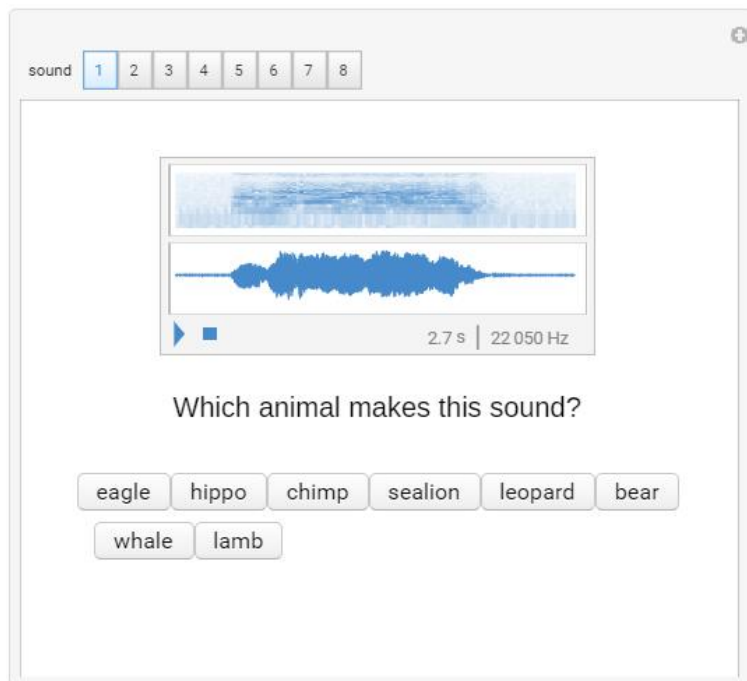 sound 1 2 3 4 5 6 7 8
2.7 s | 22 050 Hz
Which animal makes this sound?
eagle hippo chimp sealion leopard bear
whale lamb